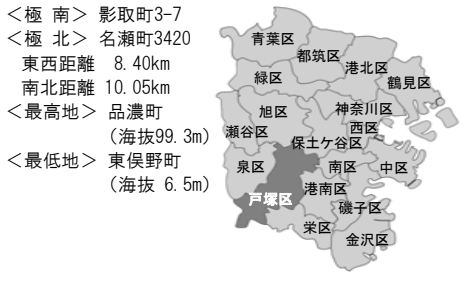 <極 南> 影取町3-7
<極 北> 名瀬町3420
東西距離 8.40km
南北距離 10.05km
<最高地> 品濃町
(海抜99.3m)
<最低地> 東俣野町
(海抜 6.5m)
青葉区
都筑区
港北区
鶴見区
緑区
神奈川区
旭区
西区
瀬谷区
保土ケ谷区
泉区
南区
中区
戸塚区
港南区
磯子区
栄区
金沢区